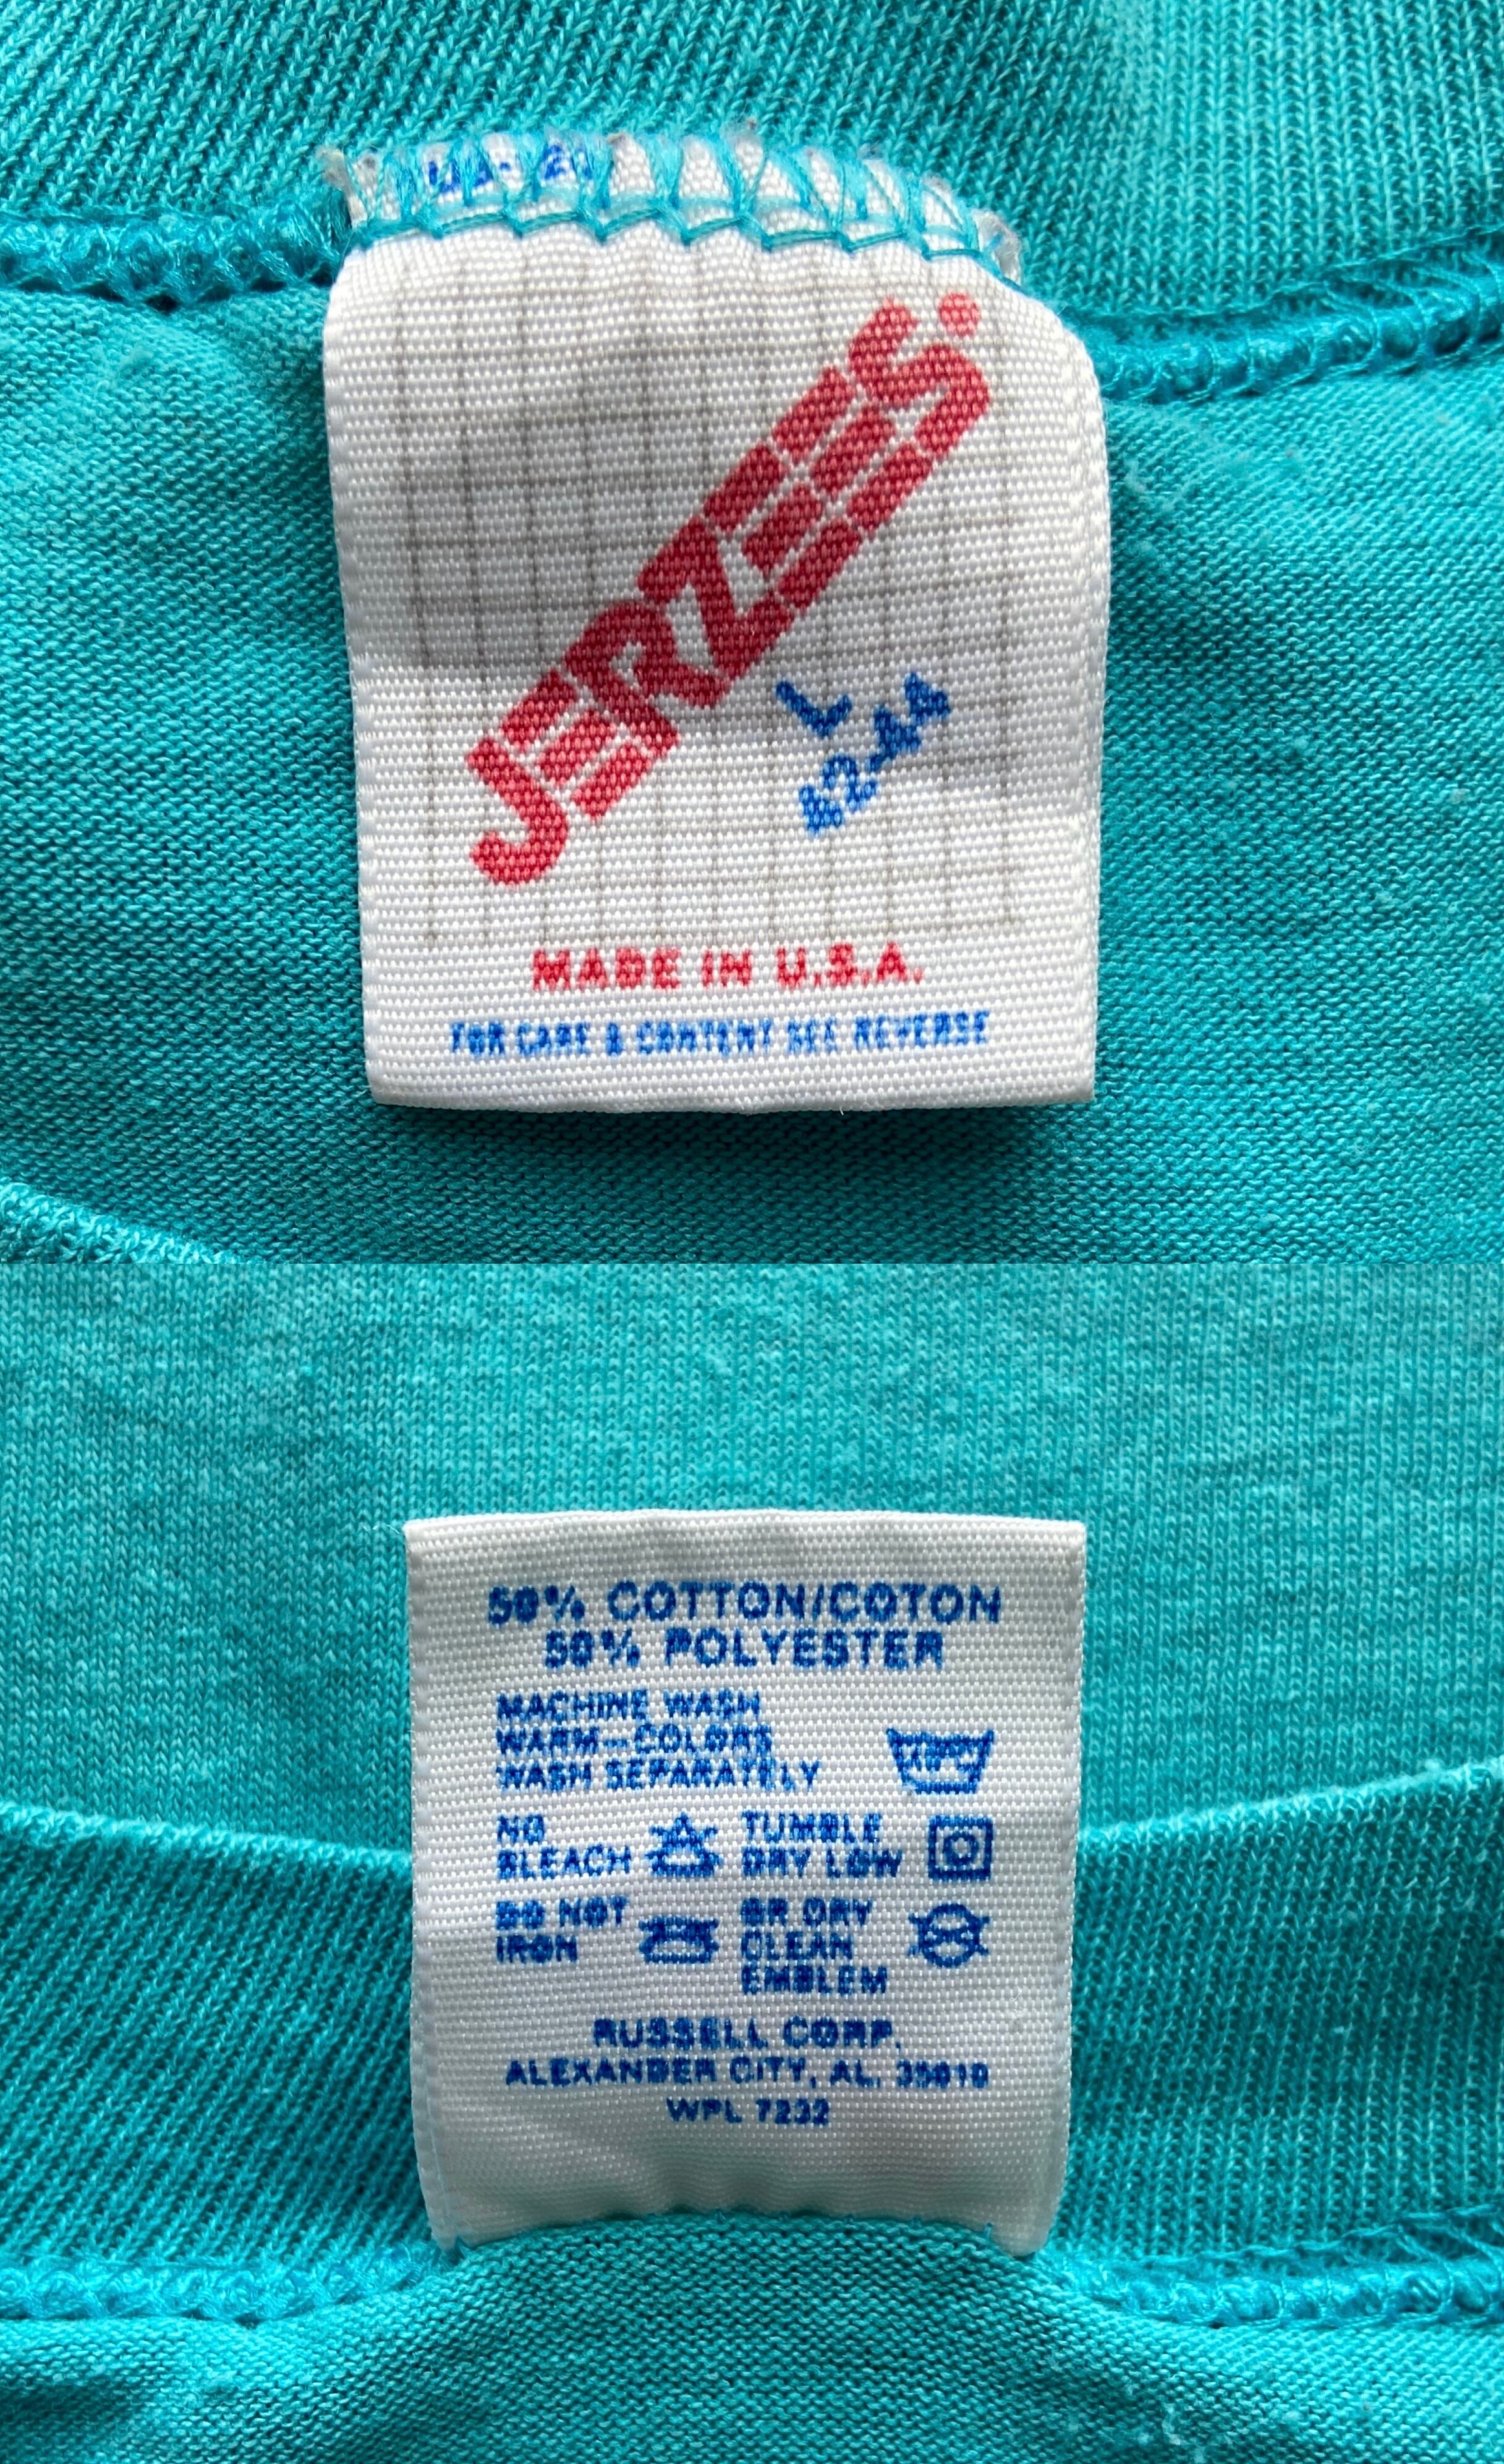 JERZEES.
L
42-44
MADE IN U.S.A.
FOR CARE & CONTENT SEE REVERSE
50% COTTON/COTON
50% POLYESTER
MACHINE WASH
WARM-COLORS
WASH SEPARATELY
NO
BLEACH
TUMBLE
DRY LOW
DO NOT
IRON
OR DRY
CLEAN
EMBLEM
RUSSELL CORP.
ALEXANDER CITY, AL. 35010
WPL 7232